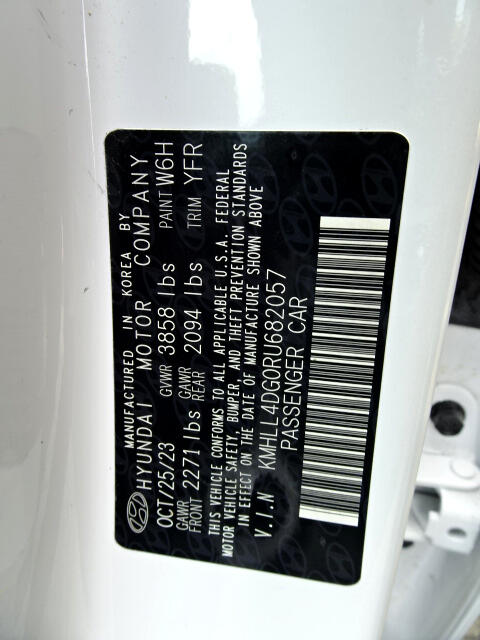 MANUFACTURED IN KOREA BY
HYUNDAI MOTOR COMPANY
OCT/25/23 GVWR 3858 lbs PAINT W6H
GAWR FRONT 2271 lbs GAWR REAR 2094 lbs TRIM YFR
THIS VEHICLE CONFORMS TO ALL APPLICABLE U.S.A. FEDERAL
MOTOR VEHICLE SAFETY, BUMPER, AND THEFT PREVENTION STANDARDS
IN EFFECT ON THE DATE OF MANUFACTURE SHOWN ABOVE
V.I.N KMHLL4DG0RU682057
PASSENGER CAR